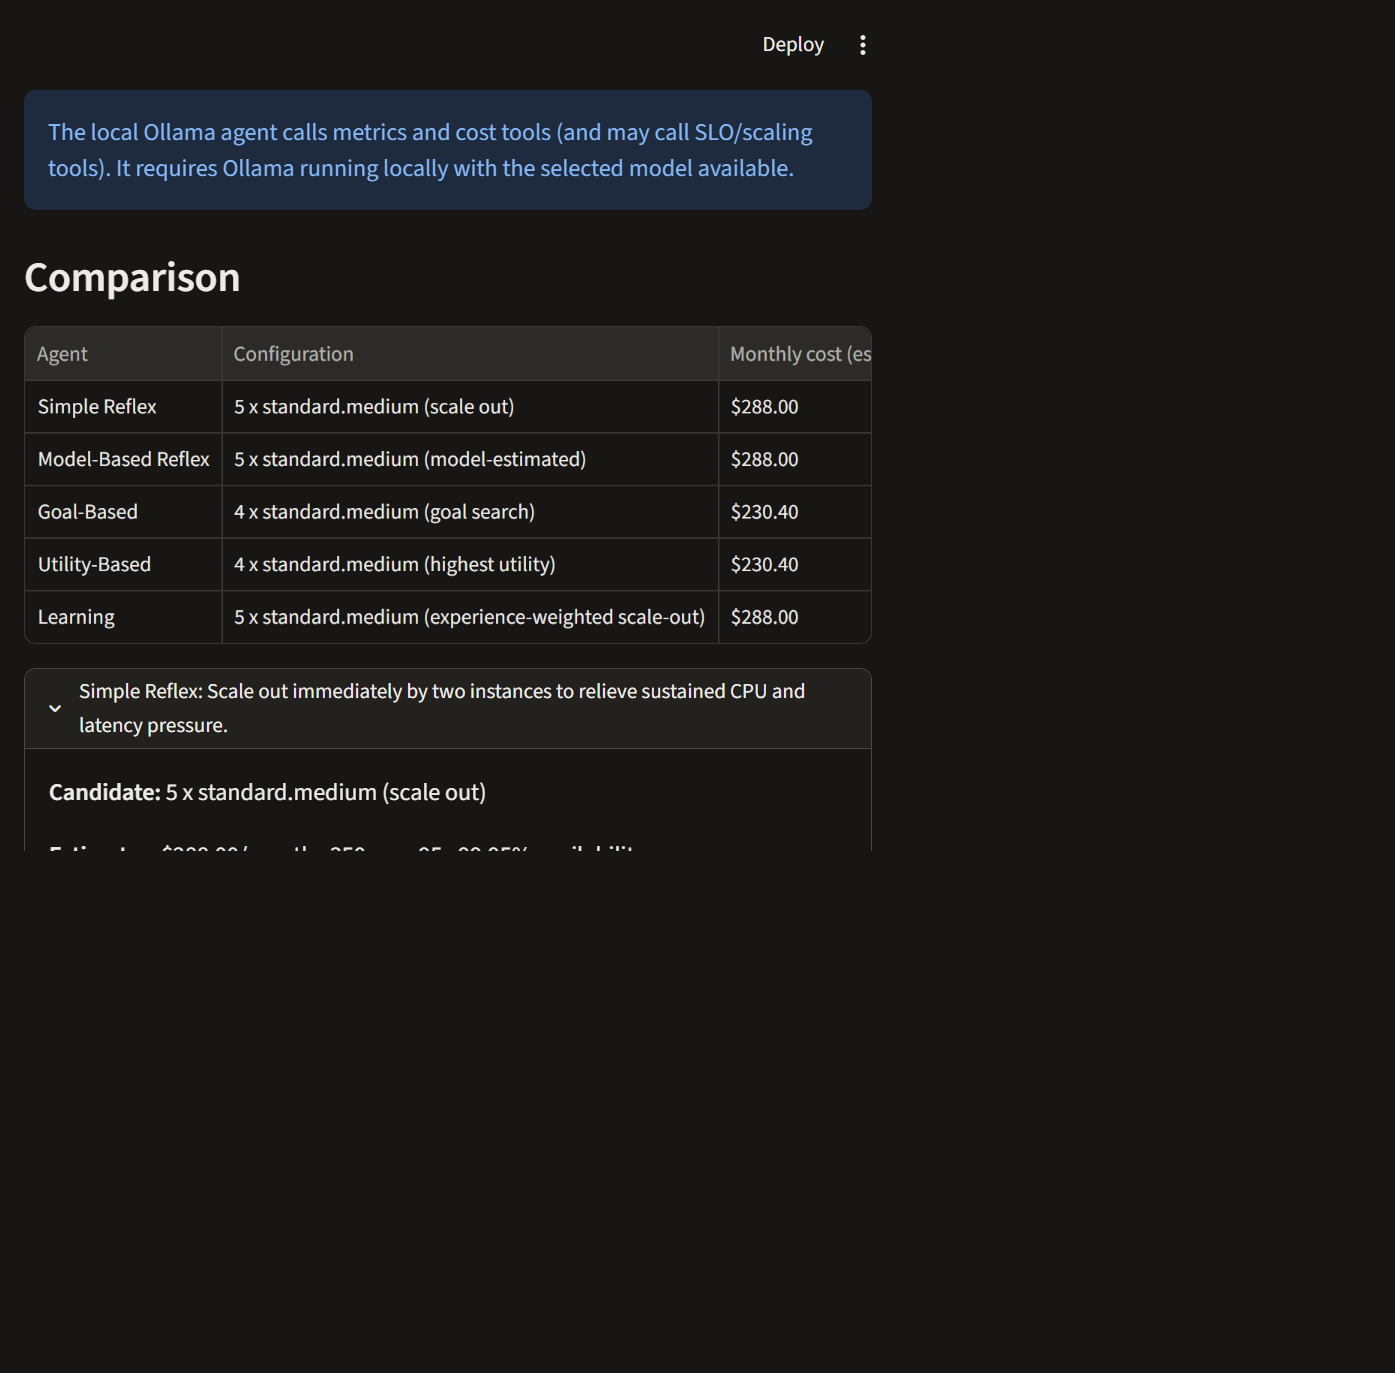 Deploy
The local Ollama agent calls metrics and cost tools (and may call SLO/scaling
tools). It requires Ollama running locally with the selected model available.
Comparison
Agent Configuration Monthly cost (es
Simple Reflex 5 x standard.medium (scale out) $288.00
Model-Based Reflex 5 x standard.medium (model-estimated) $288.00
Goal-Based 4 x standard.medium (goal search) $230.40
Utility-Based 4 x standard.medium (highest utility) $230.40
Learning 5 x standard.medium (experience-weighted scale-out) $288.00
Simple Reflex: Scale out immediately by two instances to relieve sustained CPU and
latency pressure.
Candidate: 5 x standard.medium (scale out)